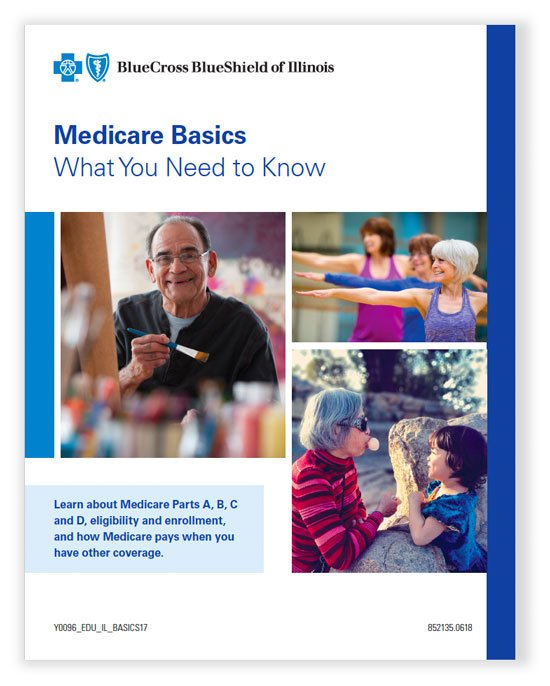 BlueCross BlueShield of Illinois
Medicare Basics
What You Need to Know
Learn about Medicare Parts A, B, C
and D, eligibility and enrollment,
and how Medicare pays when you
have other coverage.
Y0096_EDU_IL_BASICS17
852135.0618